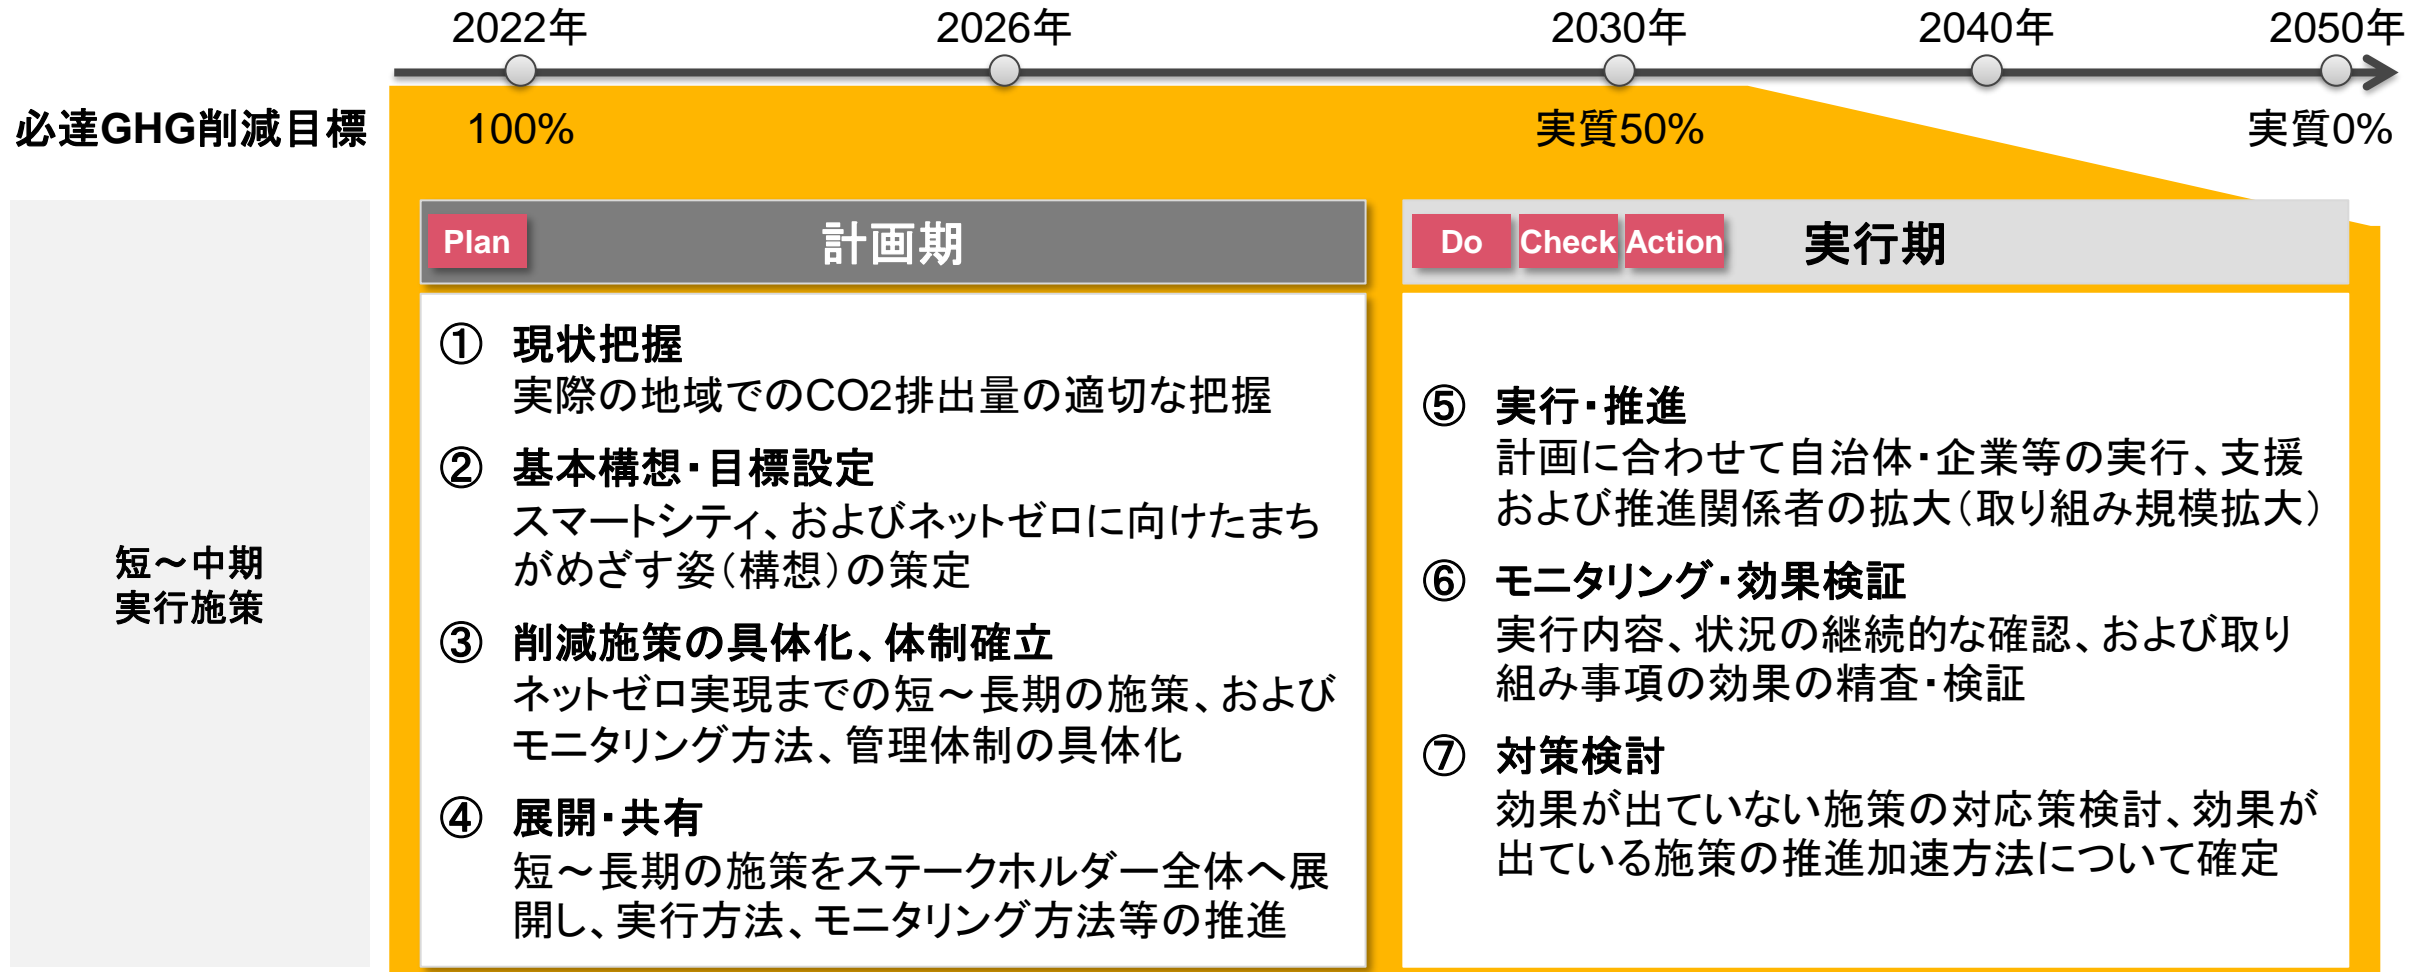 2022年
2026年
2030年
2040年
2050年
必達GHG削減目標
100%
実質50%
実質0%
短～中期
実行施策
Plan
計画期
① 現状把握
実際の地域でのCO2排出量の適切な把握
② 基本構想・目標設定
スマートシティ、およびネットゼロに向けたまち
がめざす姿（構想）の策定
③ 削減施策の具体化、体制確立
ネットゼロ実現までの短～長期の施策、および
モニタリング方法、管理体制の具体化
④ 展開・共有
短～長期の施策をステークホルダー全体へ展
開し、実行方法、モニタリング方法等の推進
Do
Check
Action
実行期
⑤ 実行・推進
計画に合わせて自治体・企業等の実行、支援
および推進関係者の拡大（取り組み規模拡大）
⑥ モニタリング・効果検証
実行内容、状況の継続的な確認、および取り
組み事項の効果の精査・検証
⑦ 対策検討
効果が出ていない施策の対応策検討、効果が
出ている施策の推進加速方法について確定